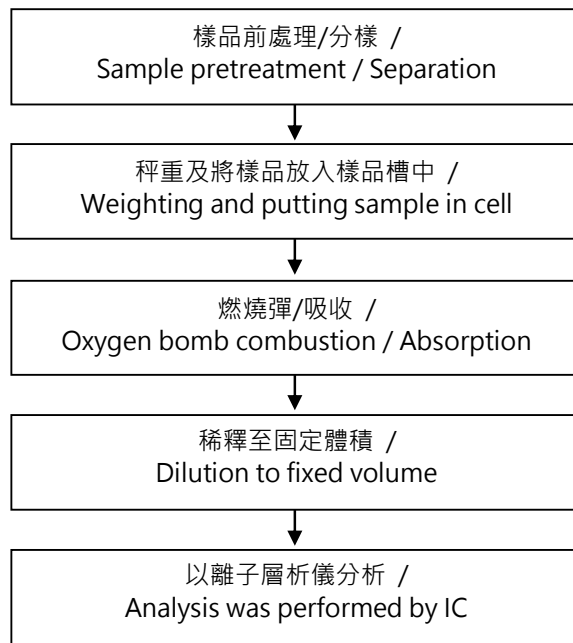 樣品前處理/分樣 /
Sample pretreatment / Separation
秤重及將樣品放入樣品槽中 /
Weighting and putting sample in cell
燃燒彈/吸收 /
Oxygen bomb combustion / Absorption
稀釋至固定體積 /
Dilution to fixed volume
以離子層析儀分析 /
Analysis was performed by IC